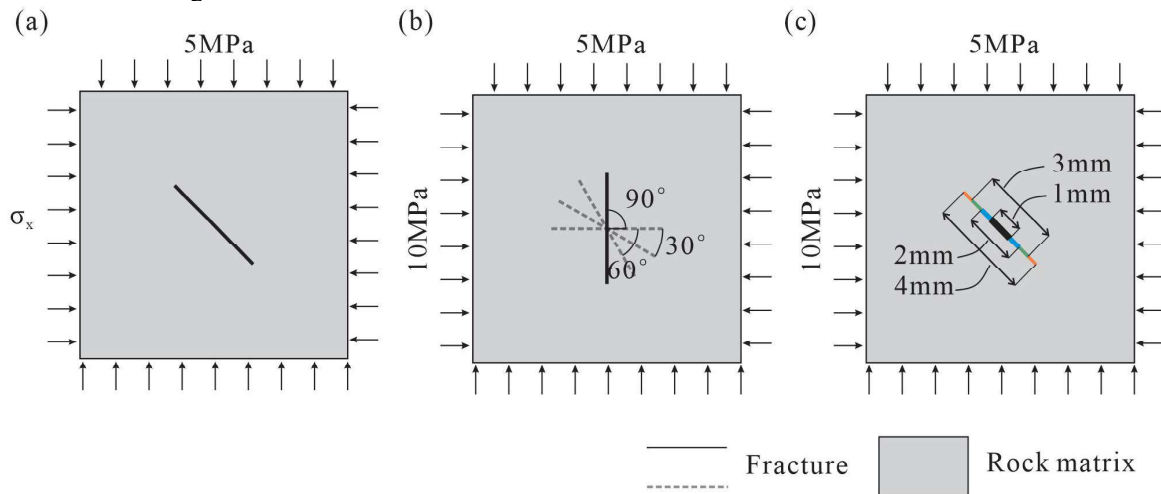 (a)
(b)
(c)
5MPa
5MPa
5MPa
σx
10MPa
10MPa
90°
30°
60°
3mm
1mm
2mm
4mm
Fracture
Rock matrix